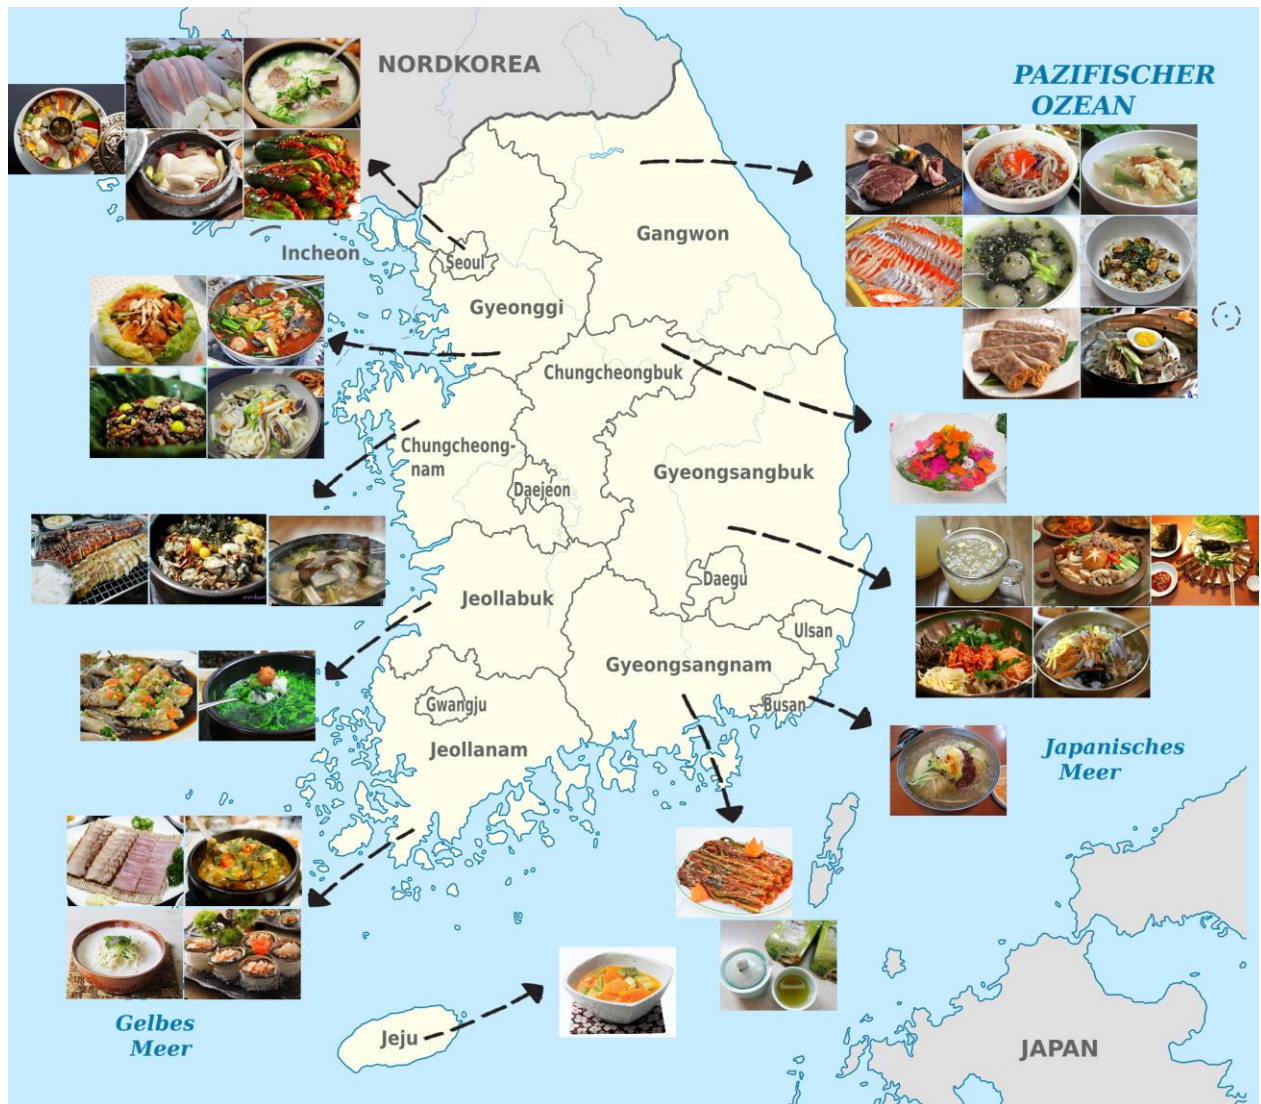 NORDKOREA
PAZIFISCHER
OZEAN
Gangwon
Incheon
Seoul
Gyeonggi
Chungcheongbuk
Chungcheong-
nam
Gyeongsangbuk
Daejeon
Daegu
Jeollabuk
Ulsan
Gyeongsangnam
Gwangju
Busan
Jeollanam
Japanisches
Meer
Gelbes
Meer
Jeju
JAPAN